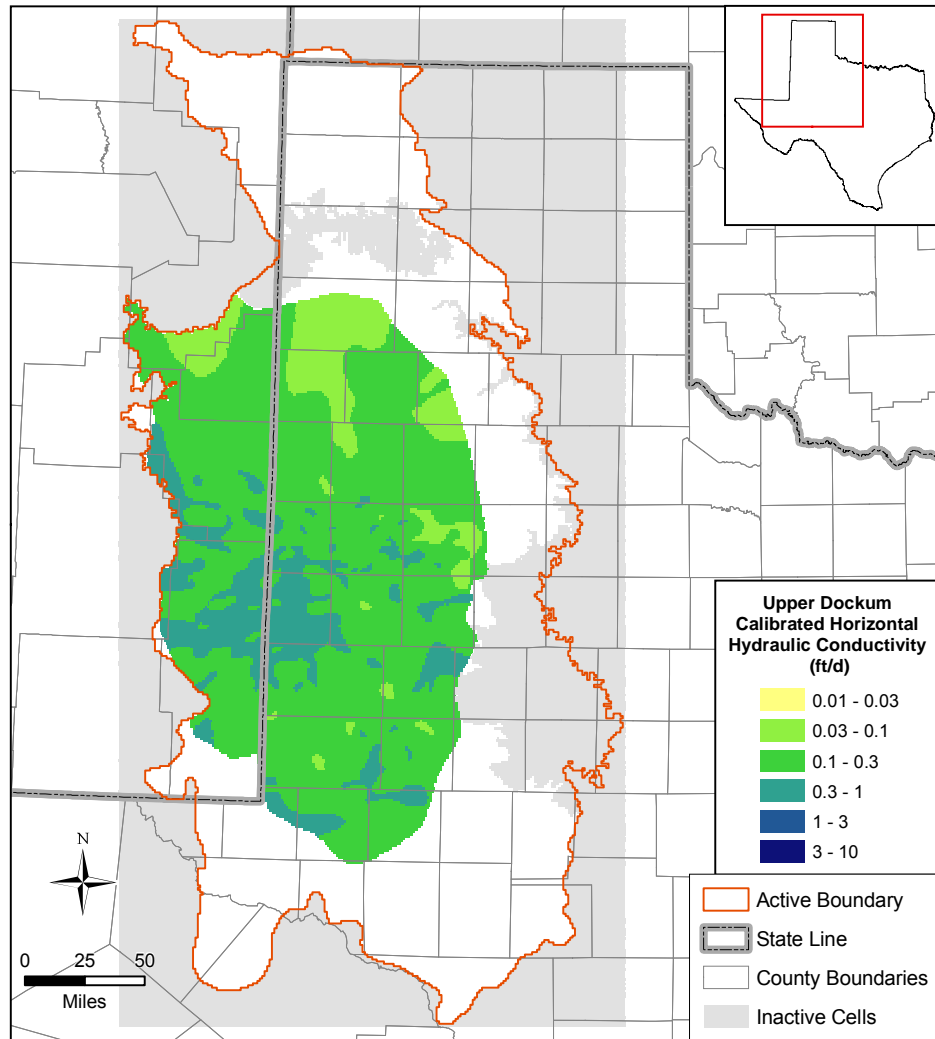 Upper Dockum
Calibrated Horizontal
Hydraulic Conductivity
(ft/d)
0.01 - 0.03
0.03 - 0.1
0.1 - 0.3
0.3 - 1
1 - 3
3 - 10
N
0 25 50
Miles
Active Boundary
State Line
County Boundaries
Inactive Cells